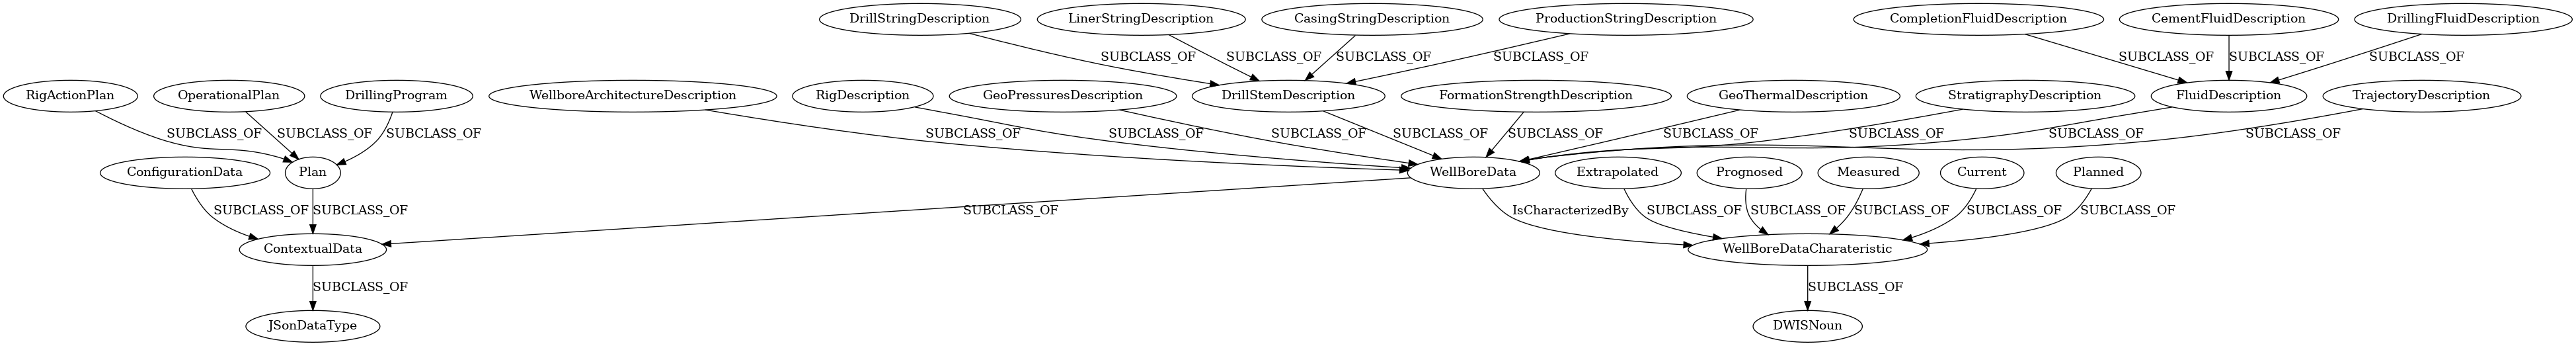 DrillStringDescription
LinerStringDescription
CasingStringDescription
ProductionStringDescription
CompletionFluidDescription
CementFluidDescription
DrillingFluidDescription
SUBCLASS_OF
SUBCLASS_OF
SUBCLASS_OF
SUBCLASS_OF
SUBCLASS_OF
SUBCLASS_OF
SUBCLASS_OF
RigActionPlan
OperationalPlan
DrillingProgram
WellboreArchitectureDescription
RigDescription
GeoPressuresDescription
DrillStemDescription
FormationStrengthDescription
GeoThermalDescription
StratigraphyDescription
FluidDescription
TrajectoryDescription
SUBCLASS_OF
SUBCLASS_OF
SUBCLASS_OF
SUBCLASS_OF
SUBCLASS_OF
SUBCLASS_OF
SUBCLASS_OF
SUBCLASS_OF
SUBCLASS_OF
SUBCLASS_OF
SUBCLASS_OF
SUBCLASS_OF
ConfigurationData
Plan
WellBoreData
Extrapolated
Prognosed
Measured
Current
Planned
SUBCLASS_OF
SUBCLASS_OF
SUBCLASS_OF
IsCharacterizedBy
SUBCLASS_OF
SUBCLASS_OF
SUBCLASS_OF
SUBCLASS_OF
SUBCLASS_OF
ContextualData
WellBoreDataCharateristic
SUBCLASS_OF
SUBCLASS_OF
JSonDataType
DWISNoun